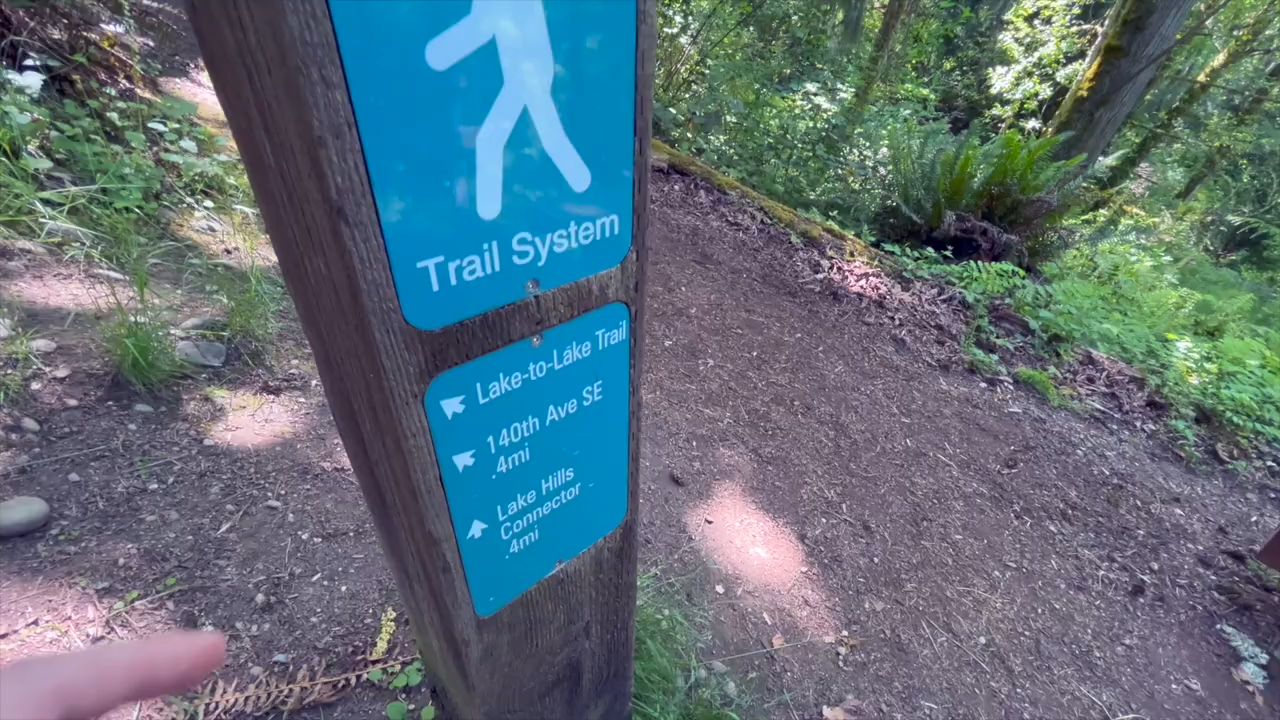 Trail System
Lake-to-Lake Trail
140th Ave SE
.4mi
Lake Hills
Connector
.4mi